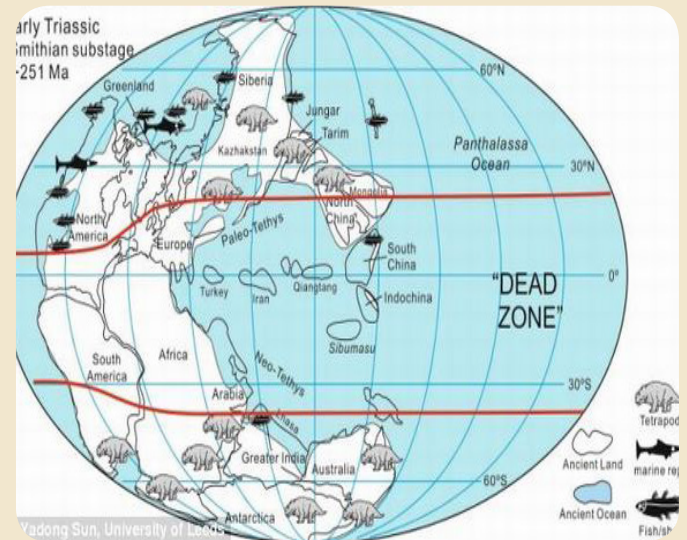 arly Triassic
Smithian substage
~251 Ma
Greenland
Siberia
60°N
Jungar
Tarim
Kazhakstan
Panthalassa
Ocean
30°N
Mongolia
North
China
North
America
Europe
Paleo-Tethys
South
China
Turkey
Iran
Qiangtang
Indochina
0°
"DEAD
ZONE"
Sibumasu
South
America
Africa
Neo-Tethys
30°S
Arabia
Lhasa
Greater India
Australia
60°S
Antarctica
Tetrapod
Ancient Land
marine rep
Ancient Ocean
Fish/sh
Yadong Sun, University of Leeds